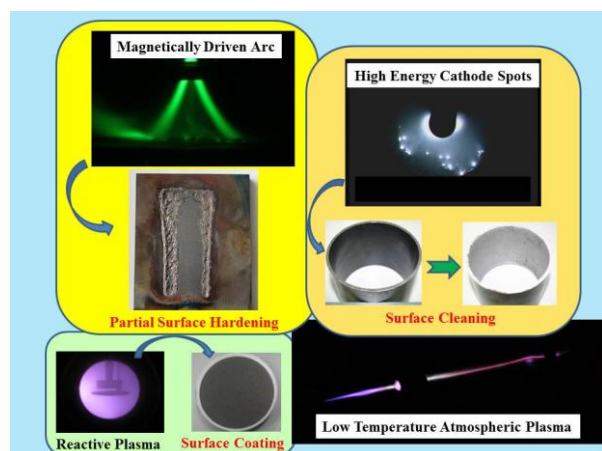 Magnetically Driven Arc
High Energy Cathode Spots
Partial Surface Hardening
Surface Cleaning
Reactive Plasma
Surface Coating
Low Temperature Atmospheric Plasma